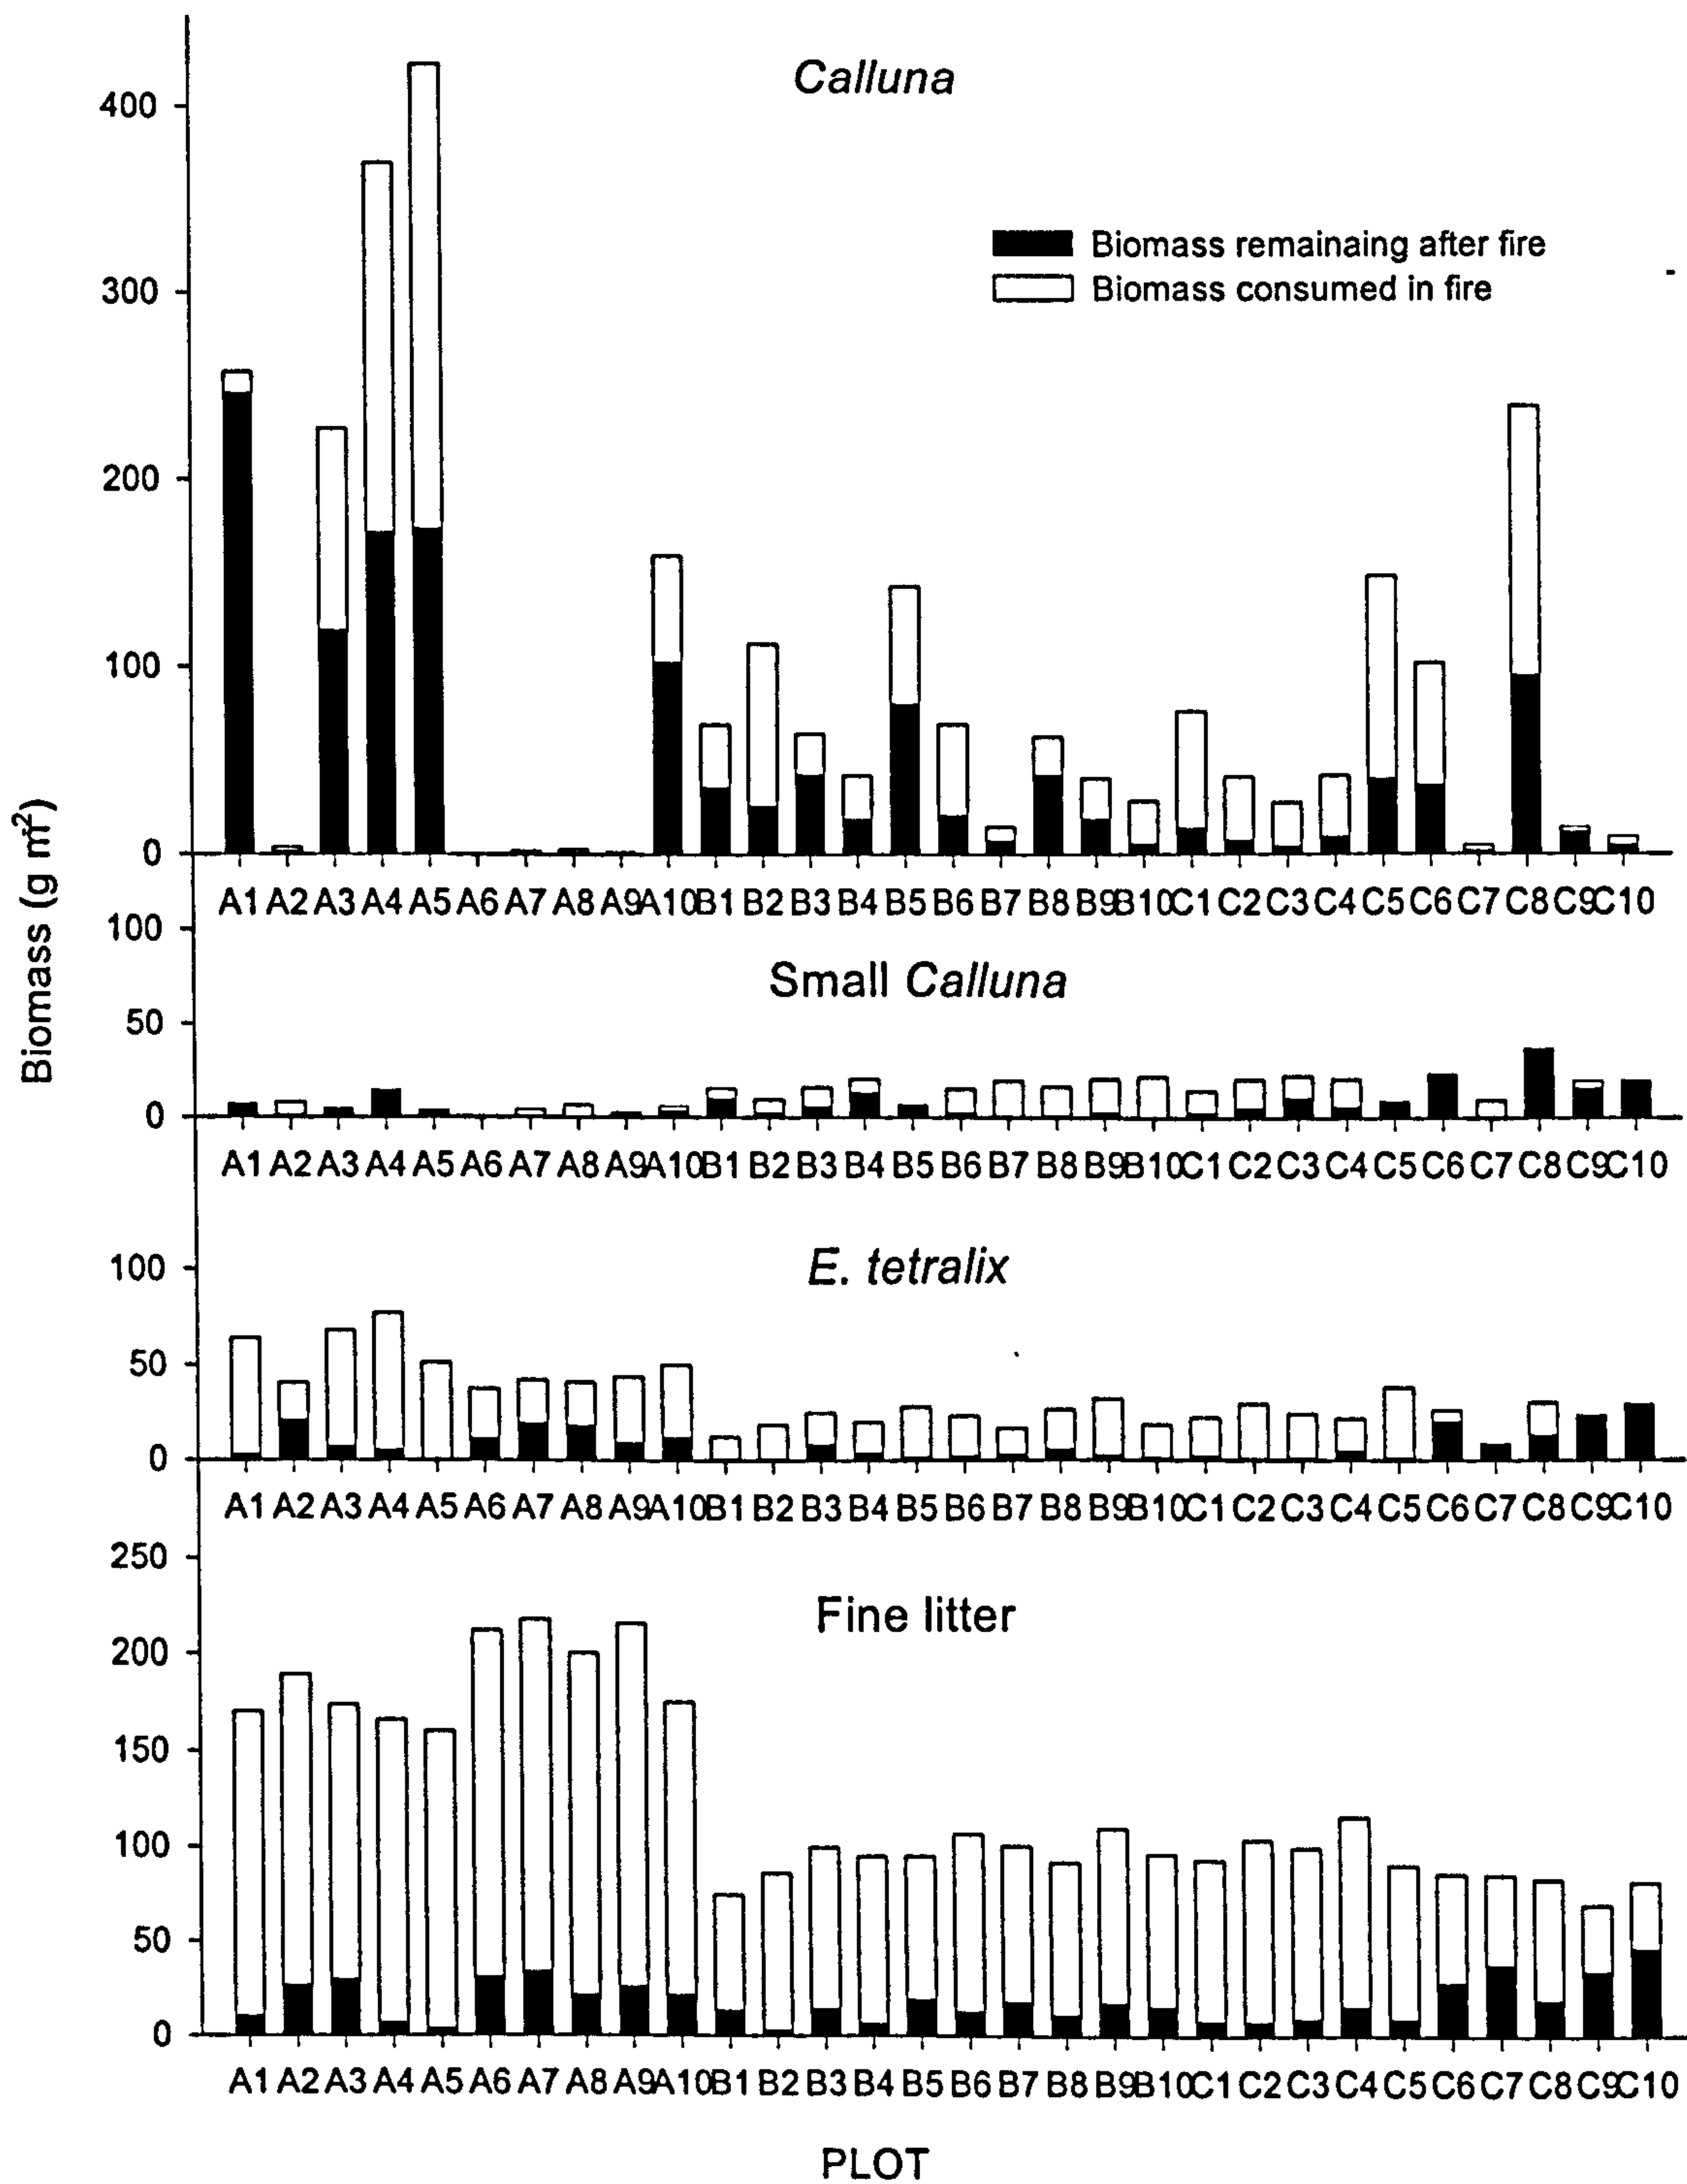 Calluna
400
300
200
100
0
Biomass remainaing after fire
Biomass consumed in fire
A1 A2 A3 A4 A5 A6 A7 A8 A9 A10 B1 B2 B3 B4 B5 B6 B7 B8 B9 B10 C1 C2 C3 C4 C5 C6 C7 C8 C9 C10
Biomass (g m⁻²)
Small Calluna
100
50
0
A1 A2 A3 A4 A5 A6 A7 A8 A9 A10 B1 B2 B3 B4 B5 B6 B7 B8 B9 B10 C1 C2 C3 C4 C5 C6 C7 C8 C9 C10
E. tetralix
100
50
0
A1 A2 A3 A4 A5 A6 A7 A8 A9 A10 B1 B2 B3 B4 B5 B6 B7 B8 B9 B10 C1 C2 C3 C4 C5 C6 C7 C8 C9 C10
Fine litter
250
200
150
100
50
0
A1 A2 A3 A4 A5 A6 A7 A8 A9 A10 B1 B2 B3 B4 B5 B6 B7 B8 B9 B10 C1 C2 C3 C4 C5 C6 C7 C8 C9 C10
PLOT